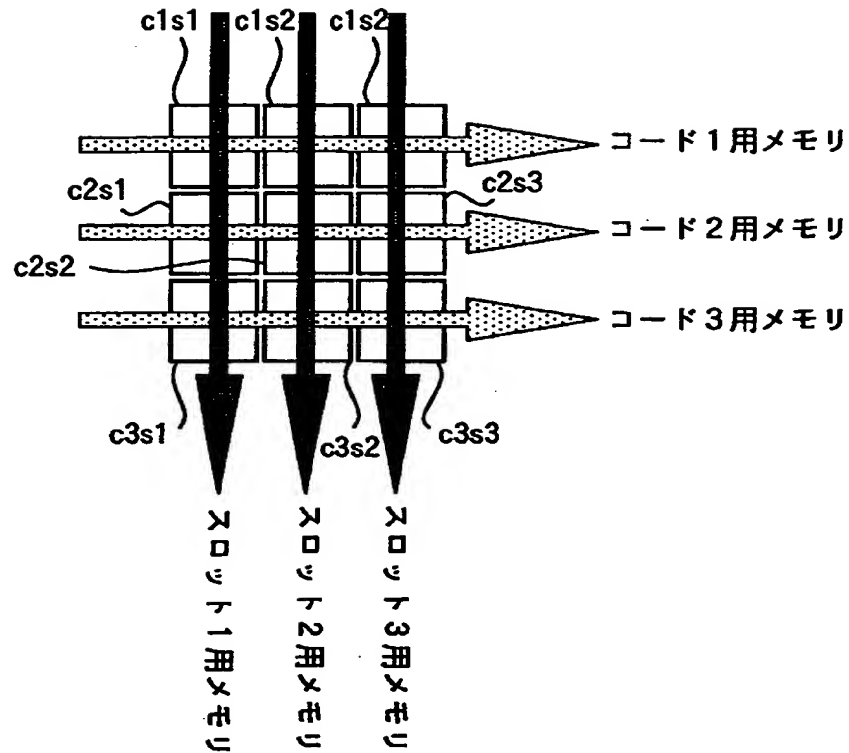 c1s1
c1s2
c1s2
コード1用メモリ
c2s1
c2s3
コード2用メモリ
c2s2
コード3用メモリ
c3s1
c3s2
c3s3
スロット1用メモリ
スロット2用メモリ
スロット3用メモリ